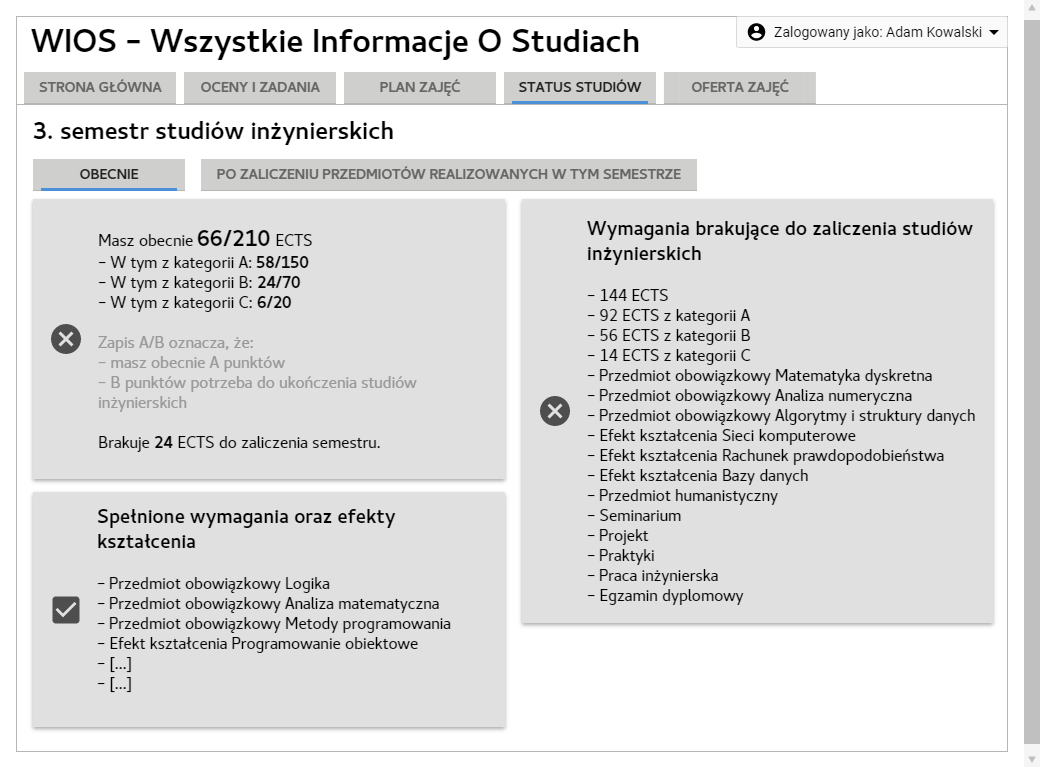 WIOS - Wszystkie Informacje O Studiach
Zalogowany jako: Adam Kowalski
STRONA GŁÓWNA
OCENY I ZADANIA
PLAN ZAJĘĆ
STATUS STUDIÓW
OFERTA ZAJĘĆ
3. semestr studiów inżynierskich
OBECNIE
PO ZALICZENIU PRZEDMIOTÓW REALIZOWANYCH W TYM SEMESTRZE
Masz obecnie 66/210 ECTS
- W tym z kategorii A: 58/150
- W tym z kategorii B: 24/70
- W tym z kategorii C: 6/20
Zapis A/B oznacza, że:
- masz obecnie A punktów
- B punktów potrzeba do ukończenia studiów
inżynierskich
Brakuje 24 ECTS do zaliczenia semestru.
Spełnione wymagania oraz efekty
kształcenia
- Przedmiot obowiązkowy Logika
- Przedmiot obowiązkowy Analiza matematyczna
- Przedmiot obowiązkowy Metody programowania
- Efekt kształcenia Programowanie obiektowe
- [...]
- [...]
Wymagania brakujące do zaliczenia studiów
inżynierskich
- 144 ECTS
- 92 ECTS z kategorii A
- 56 ECTS z kategorii B
- 14 ECTS z kategorii C
- Przedmiot obowiązkowy Matematyka dyskretna
- Przedmiot obowiązkowy Analiza numeryczna
- Przedmiot obowiązkowy Algorytmy i struktury danych
- Efekt kształcenia Sieci komputerowe
- Efekt kształcenia Rachunek prawdopodobieństwa
- Efekt kształcenia Bazy danych
- Przedmiot humanistyczny
- Seminarium
- Projekt
- Praktyki
- Praca inżynierska
- Egzamin dyplomowy